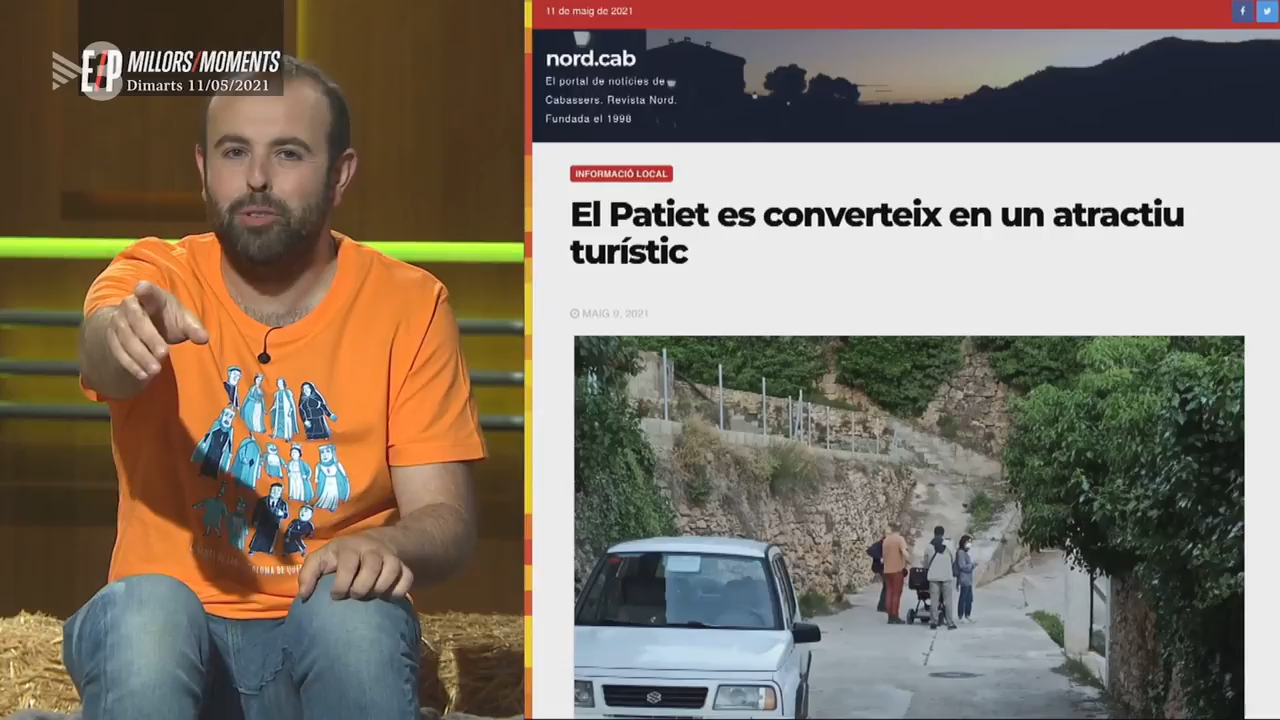 E/P MILLORS/MOMENTS
Dimarts 11/05/2021
11 de maig de 2021
nord.cab
El portal de notícies de
Cabassers. Revista Nord.
Fundada el 1998
INFORMACIÓ LOCAL
El Patiet es converteix en un atractiu
turístic
MAIG 9, 2021